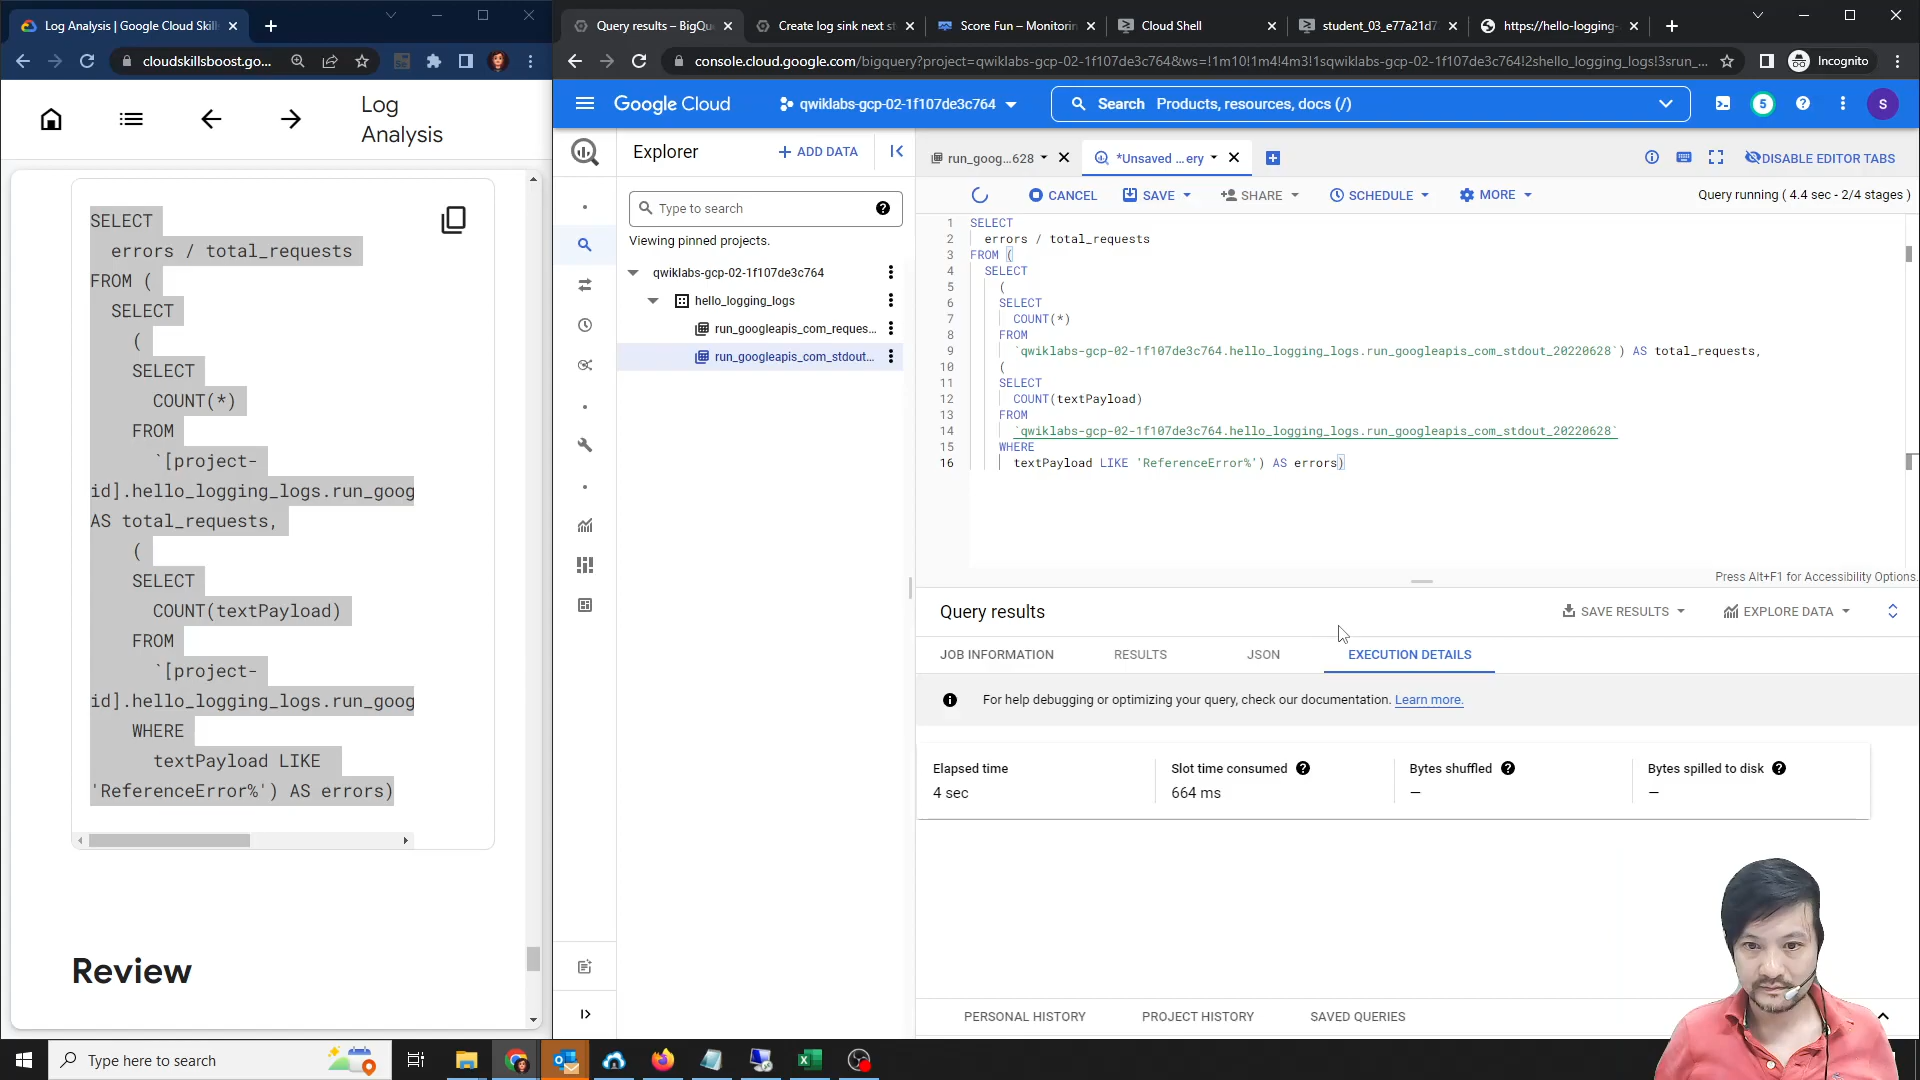 Log Analysis | Google Cloud Skill
cloudskillsboost.go...
Log
Analysis
SELECT
errors / total_requests
FROM (
SELECT
(
SELECT
COUNT(*)
FROM
`[project-
id].hello_logging_logs.run_goog
AS total_requests,
(
SELECT
COUNT(textPayload)
FROM
`[project-
id].hello_logging_logs.run_goog
WHERE
textPayload LIKE
'ReferenceError%') AS errors)
Review
Query results – BigQu
Create log sink next st
Score Fun – Monitorin
Cloud Shell
student_03_e77a21d7
https://hello-logging-
console.cloud.google.com/bigquery?project=qwiklabs-gcp-02-1f107de3c764&ws=!1m10!1m4!4m3!1sqwiklabs-gcp-02-1f107de3c764!2shello_logging_logs!3srun_...
Incognito
Google Cloud
qwiklabs-gcp-02-1f107de3c764
Search Products, resources, docs (/)
5
S
Explorer
ADD DATA
Type to search
Viewing pinned projects.
qwiklabs-gcp-02-1f107de3c764
hello_logging_logs
run_googleapis_com_reques...
run_googleapis_com_stdout...
run_goog...628
*Unsaved ...ery
DISABLE EDITOR TABS
CANCEL
SAVE
SHARE
SCHEDULE
MORE
Query running ( 4.4 sec - 2/4 stages )
1 SELECT
2 errors / total_requests
3 FROM (
4 SELECT
5 (
6 SELECT
7 COUNT(*)
8 FROM
9 `qwiklabs-gcp-02-1f107de3c764.hello_logging_logs.run_googleapis_com_stdout_20220628`) AS total_requests,
10 (
11 SELECT
12 COUNT(textPayload)
13 FROM
14 `qwiklabs-gcp-02-1f107de3c764.hello_logging_logs.run_googleapis_com_stdout_20220628`
15 WHERE
16 textPayload LIKE 'ReferenceError%') AS errors)
Press Alt+F1 for Accessibility Options.
Query results
SAVE RESULTS
EXPLORE DATA
JOB INFORMATION
RESULTS
JSON
EXECUTION DETAILS
For help debugging or optimizing your query, check our documentation. Learn more.
Elapsed time
4 sec
Slot time consumed
664 ms
Bytes shuffled
—
Bytes spilled to disk
—
PERSONAL HISTORY
PROJECT HISTORY
SAVED QUERIES
Type here to search